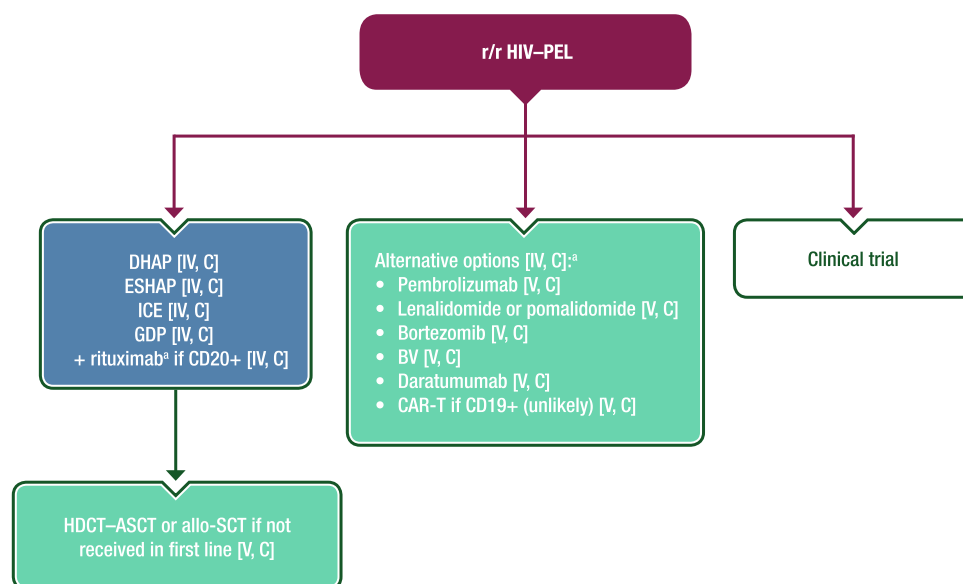 r/r HIV–PEL
DHAP [IV, C]
ESHAP [IV, C]
ICE [IV, C]
GDP [IV, C]
+ rituximabᵃ if CD20+ [IV, C]
Alternative options [IV, C]:ᵃ
• Pembrolizumab [V, C]
• Lenalidomide or pomalidomide [V, C]
• Bortezomib [V, C]
• BV [V, C]
• Daratumumab [V, C]
• CAR-T if CD19+ (unlikely) [V, C]
Clinical trial
HDCT–ASCT or allo-SCT if not
received in first line [V, C]